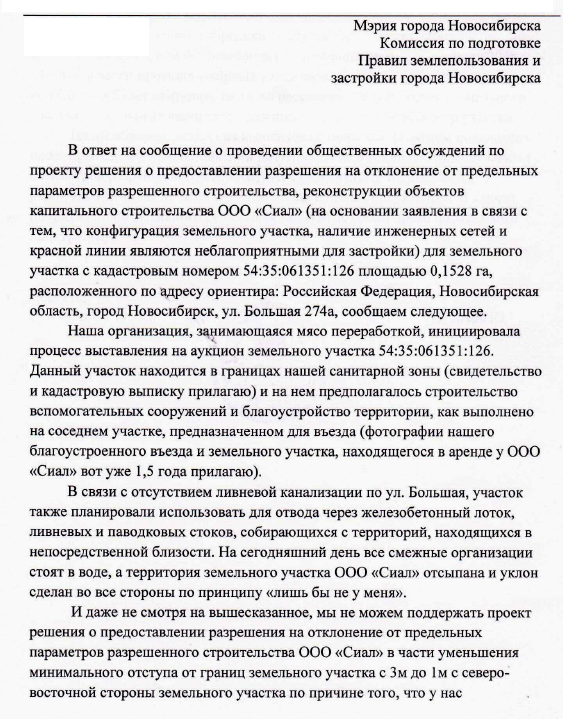 Мэрия города Новосибирска
Комиссия по подготовке
Правил землепользования и
застройки города Новосибирска
В ответ на сообщение о проведении общественных обсуждений по
проекту решения о предоставлении разрешения на отклонение от предельных
параметров разрешенного строительства, реконструкции объектов
капитального строительства ООО «Сиал» (на основании заявления в связи с
тем, что конфигурация земельного участка, наличие инженерных сетей и
красной линии являются неблагоприятными для застройки) для земельного
участка с кадастровым номером 54:35:061351:126 площадью 0,1528 га,
расположенного по адресу ориентира: Российская Федерация, Новосибирская
область, город Новосибирск, ул. Большая 274а, сообщаем следующее.
Наша организация, занимающаяся мясо переработкой, инициировала
процесс выставления на аукцион земельного участка 54:35:061351:126.
Данный участок находится в границах нашей санитарной зоны (свидетельство
и кадастровую выписку прилагаю) и на нем предполагалось строительство
вспомогательных сооружений и благоустройство территории, как выполнено
на соседнем участке, предназначенном для въезда (фотографии нашего
благоустроенного въезда и земельного участка, находящегося в аренде у ООО
«Сиал» вот уже 1,5 года прилагаю).
В связи с отсутствием ливневой канализации по ул. Большая, участок
также планировали использовать для отвода через железобетонный лоток,
ливневых и паводковых стоков, собирающихся с территорий, находящихся в
непосредственной близости. На сегодняшний день все смежные организации
стоят в воде, а территория земельного участка ООО «Сиал» отсыпана и уклон
сделан во все стороны по принципу «лишь бы не у меня».
И даже не смотря на вышесказанное, мы не можем поддержать проект
решения о предоставлении разрешения на отклонение от предельных
параметров разрешенного строительства ООО «Сиал» в части уменьшения
минимального отступа от границ земельного участка с 3м до 1м с северо-
восточной стороны земельного участка по причине того, что у нас